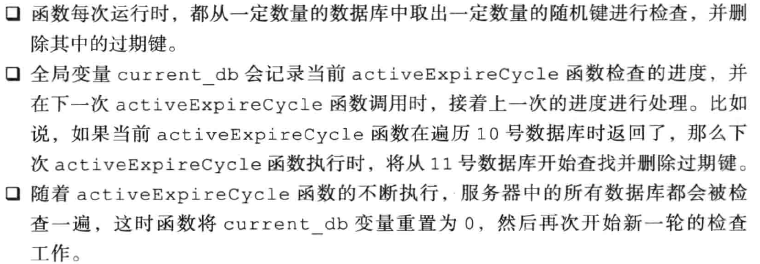 ❏ 函数每次运行时，都从一定数量的数据库中取出一定数量的随机键进行检查，并删
除其中的过期键。
❏ 全局变量 current_db 会记录当前 activeExpireCycle 函数检查的进度，并
在下一次 activeExpireCycle 函数调用时，接着上一次的进度进行处理。比如
说，如果当前 activeExpireCycle 函数在遍历 10 号数据库时返回了，那么下
次 activeExpireCycle 函数执行时，将从 11 号数据库开始查找并删除过期键。
❏ 随着 activeExpireCycle 函数的不断执行，服务器中的所有数据库都会被检
查一遍，这时函数将 current_db 变量重置为 0，然后再次开始新一轮的检查
工作。